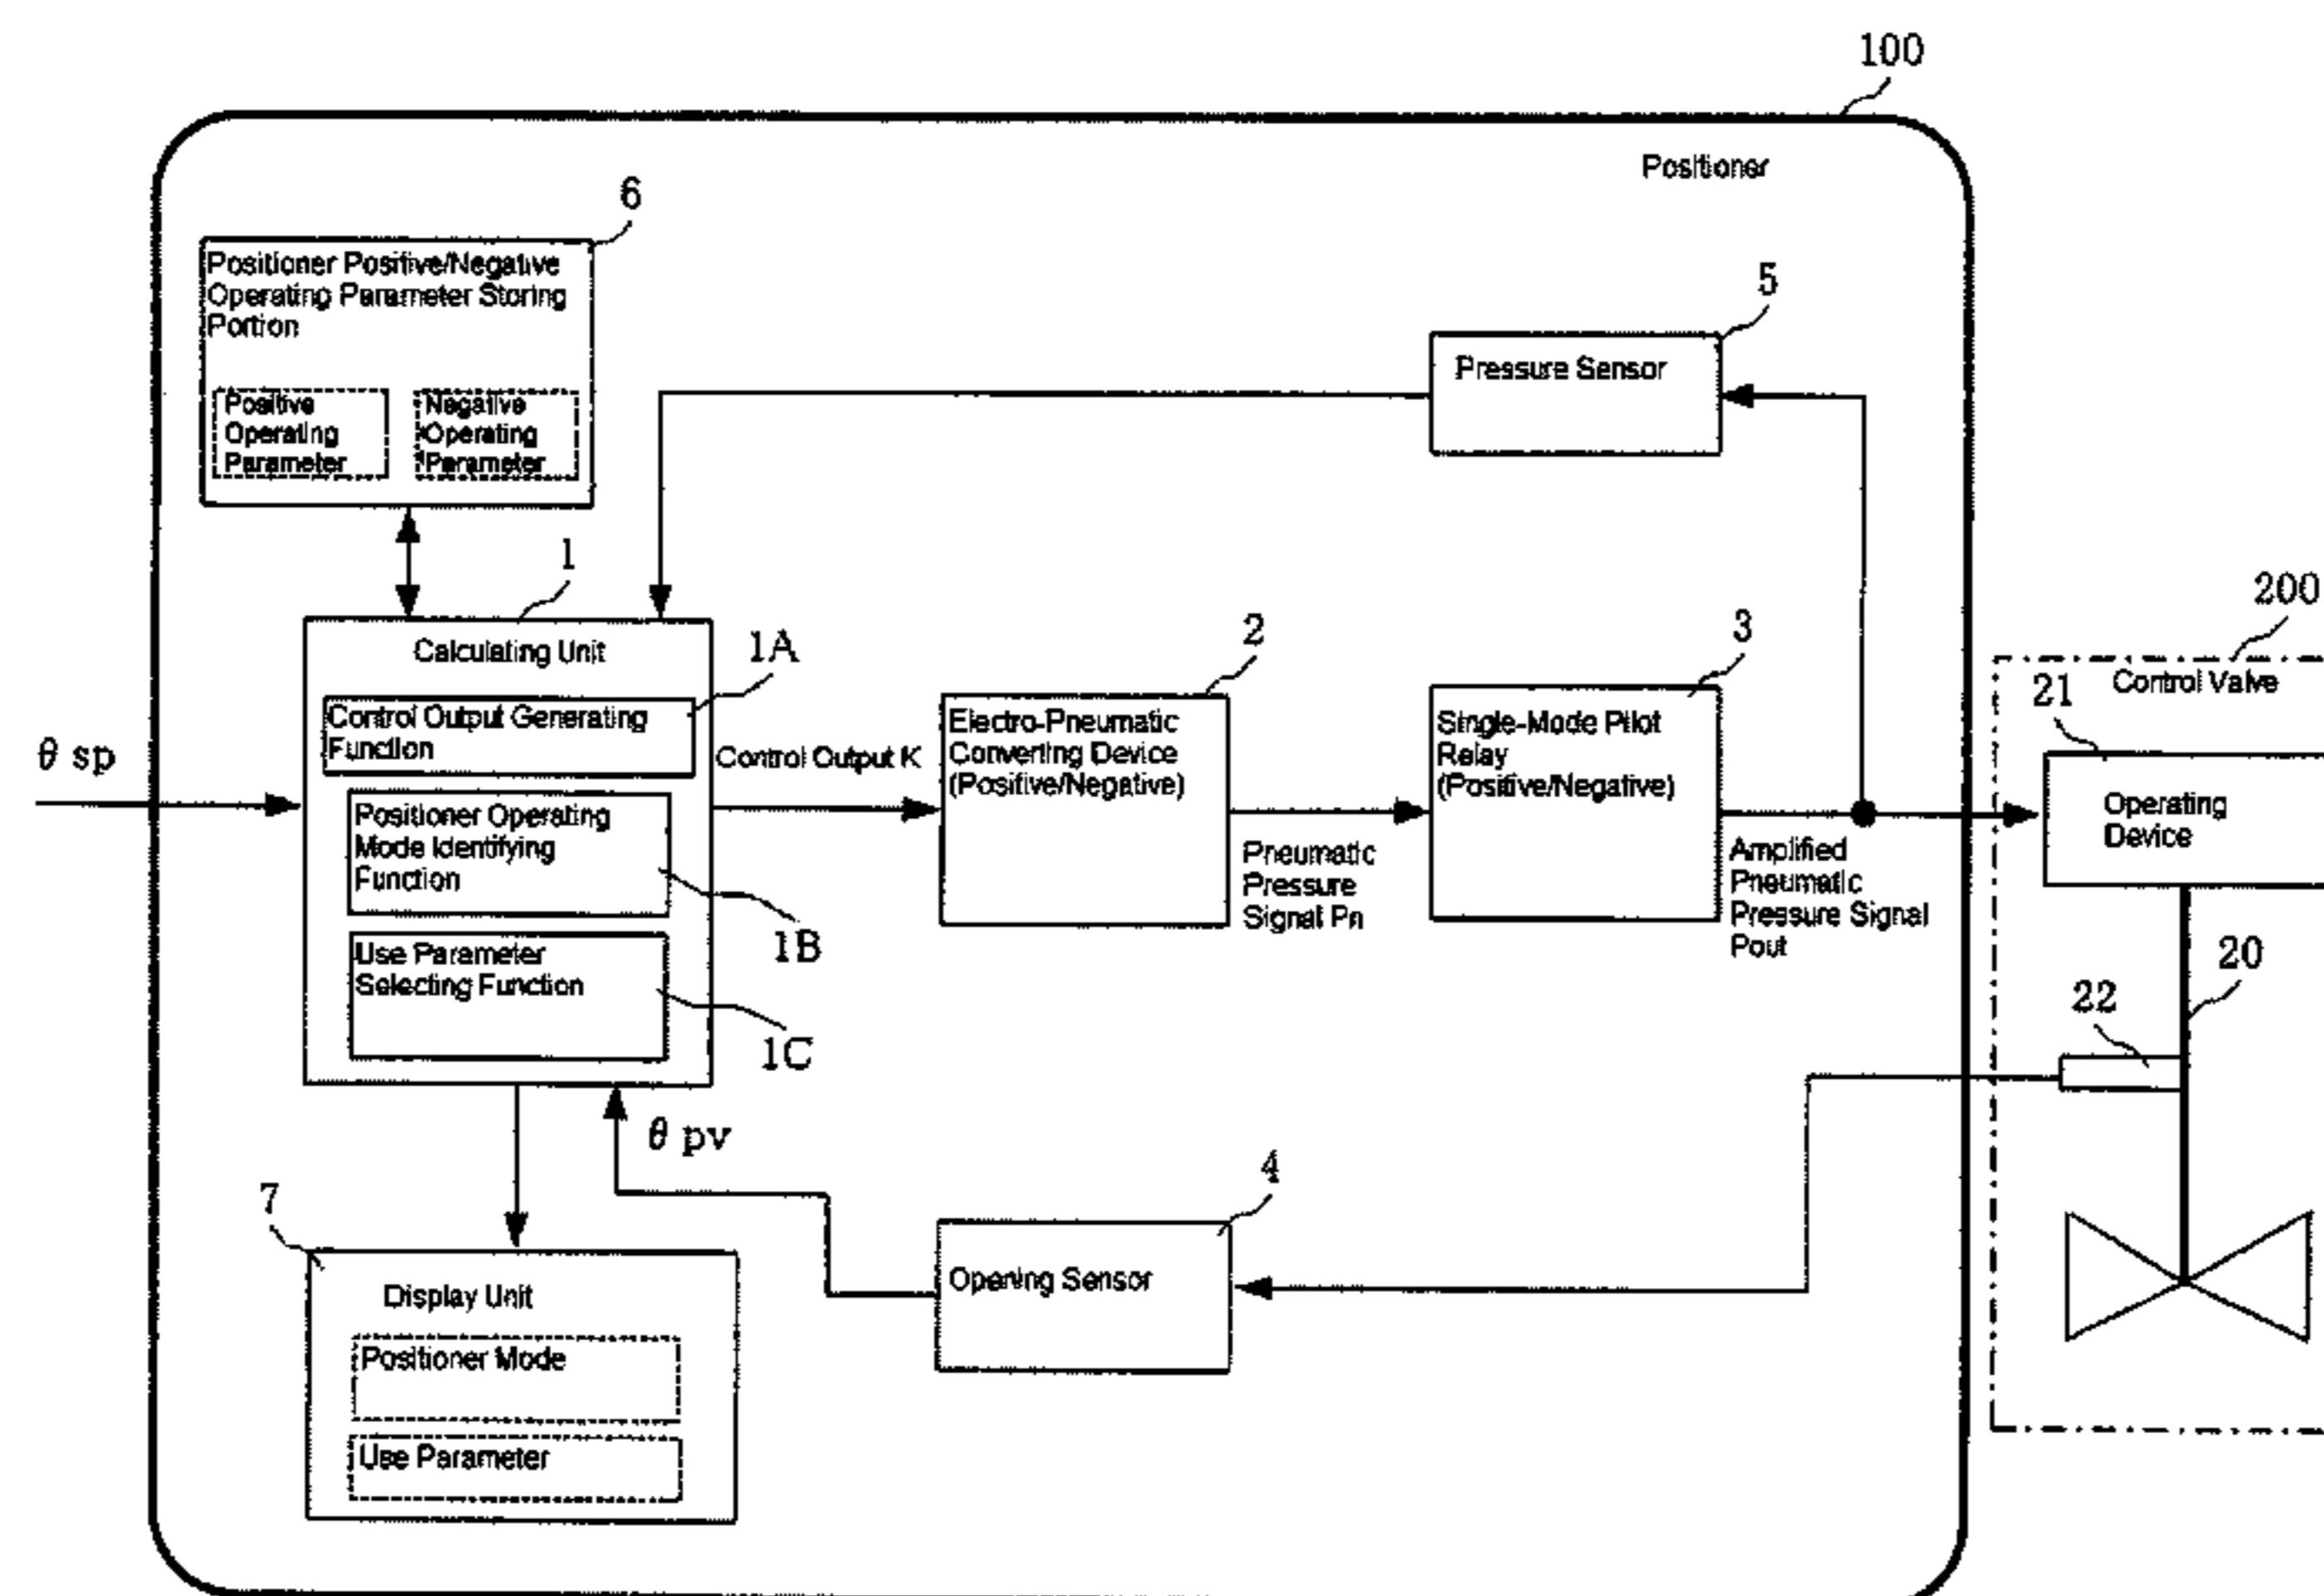 100
Positioner
6
Positioner Positive/Negative
Operating Parameter Storing
Portion
Positive
Operating
Parameter
Negative
Operating
Parameter
5
Pressure Sensor
1
Calculating Unit
1A
Control Output Generating
Function
Positioner Operating
Mode Identifying
Function
1B
Use Parameter
Selecting Function
1C
θ sp
Control Output K
2
Electro-Pneumatic
Converting Device
(Positive/Negative)
Pneumatic
Pressure
Signal Pn
3
Single-Mode Pilot
Relay
(Positive/Negative)
Amplified
Pneumatic
Pressure Signal
Pout
200
Control Valve
21
Operating
Device
20
22
θ pv
4
Opening Sensor
7
Display Unit
Positioner Mode
Use Parameter